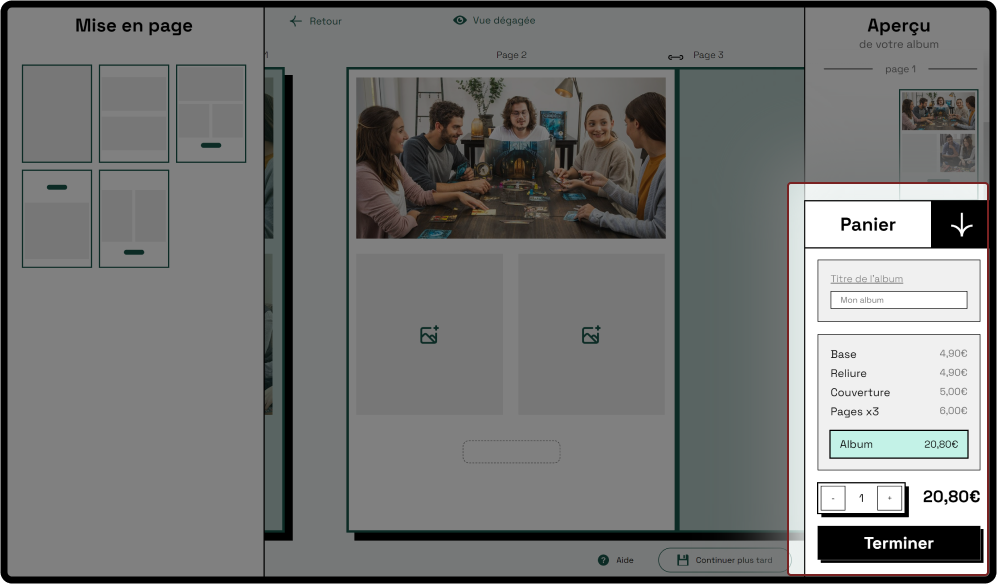 Mise en page
Retour
Vue dégagée
1
Page 2
Page 3
Aperçu
de votre album
page 1
Panier
Titre de l'album
Mon album
Base 4,90€
Reliure 4,90€
Couverture 5,00€
Pages x3 6,00€
Album 20,80€
- 1 + 20,80€
Terminer
? Aide
Continuer plus tard